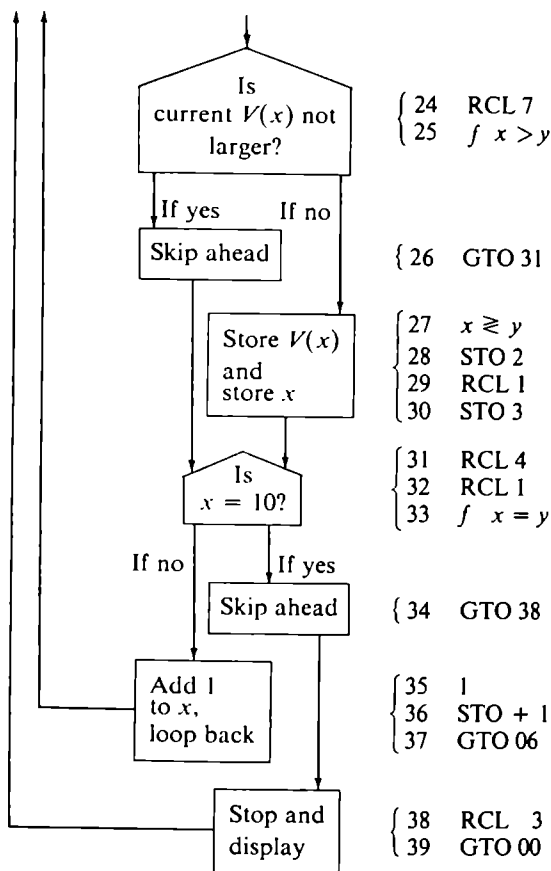 Is
current V(x) not
larger?
{ 24 RCL 7
25 f x > y
If yes
If no
Skip ahead
{ 26 GTO 31
Store V(x)
and
store x
{ 27 x ≷ y
28 STO 2
29 RCL 1
30 STO 3
Is
x = 10?
{ 31 RCL 4
32 RCL 1
33 f x = y
If no
If yes
Skip ahead
{ 34 GTO 38
Add 1
to x,
loop back
{ 35 1
36 STO + 1
37 GTO 06
Stop and
display
{ 38 RCL 3
39 GTO 00